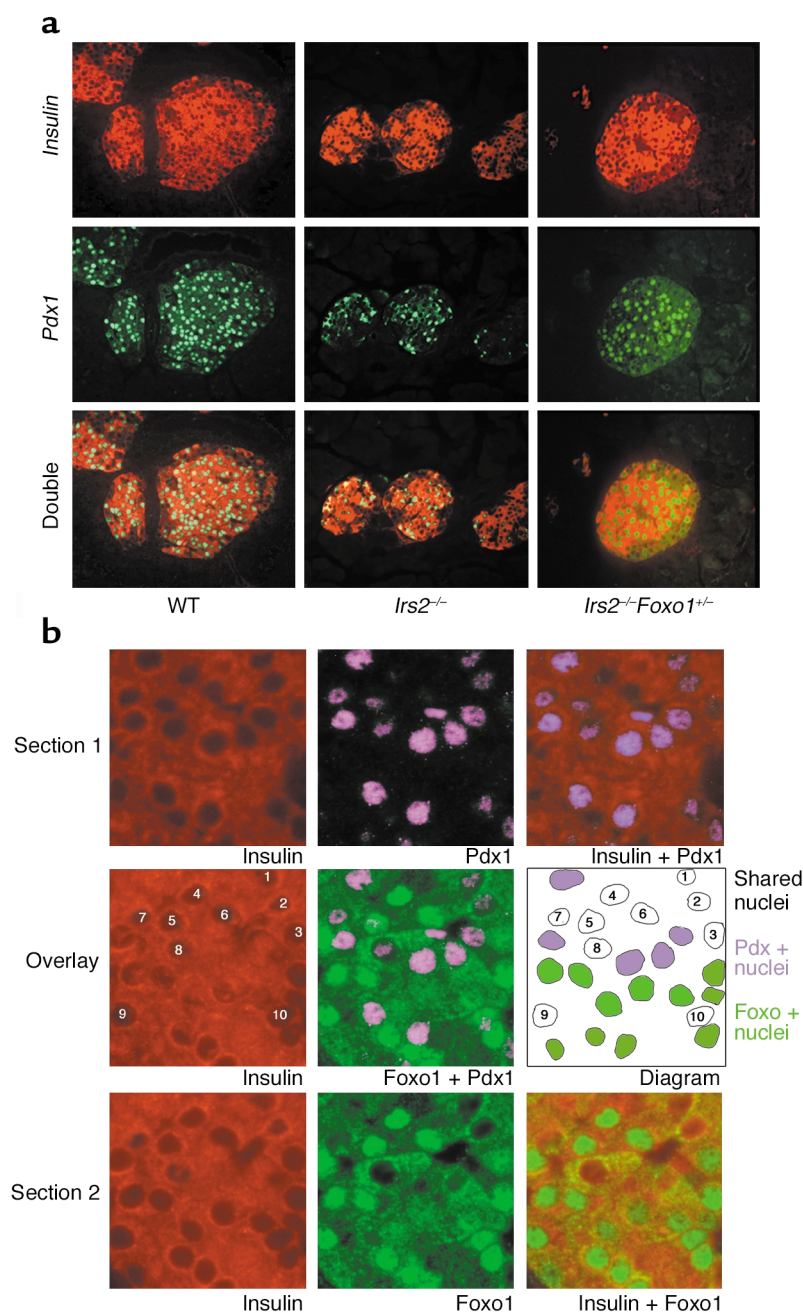 a
Insulin
Pdx1
Double
WT
Irs2–/–
Irs2–/–Foxo1+/–
b
Section 1
Insulin
Pdx1
Insulin + Pdx1
Overlay
1
2
3
4
5
6
7
8
9
10
Insulin
Foxo1 + Pdx1
1
2
3
4
5
6
7
8
9
10
Diagram
Shared
nuclei
Pdx +
nuclei
Foxo +
nuclei
Section 2
Insulin
Foxo1
Insulin + Foxo1